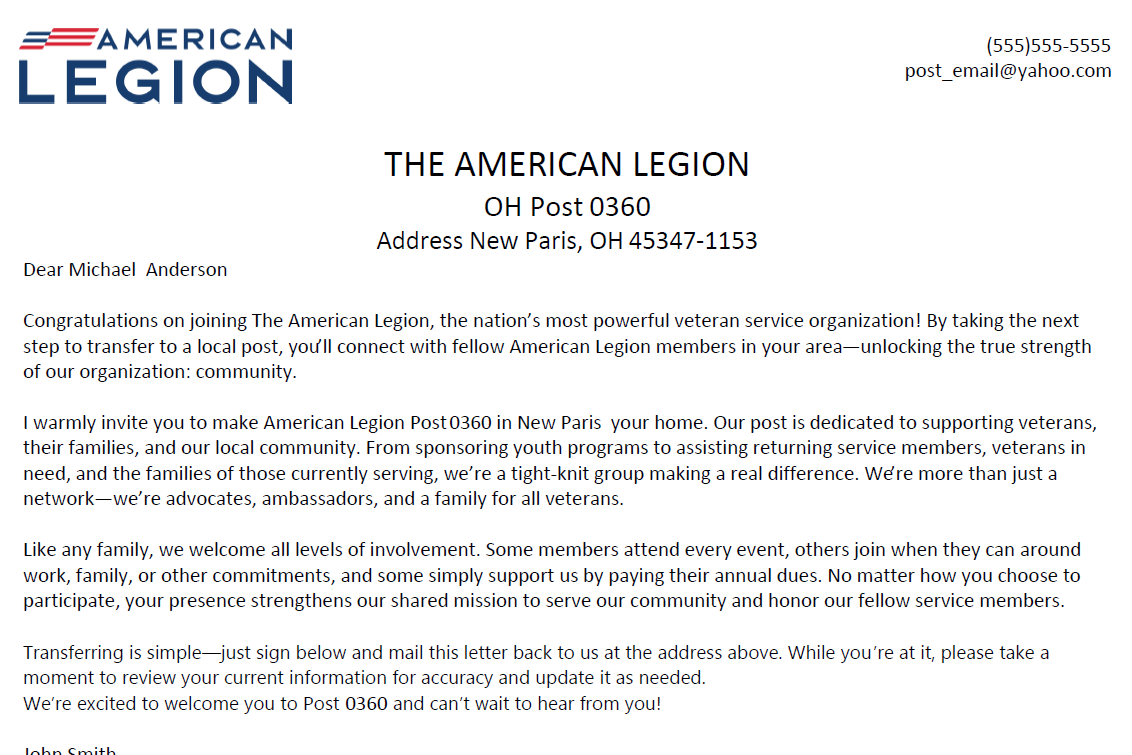 AMERICAN
LEGION
(555)555-5555
post_email@yahoo.com
THE AMERICAN LEGION
OH Post 0360
Address New Paris, OH 45347-1153
Dear Michael  Anderson
Congratulations on joining The American Legion, the nation’s most powerful veteran service organization! By taking the next
step to transfer to a local post, you’ll connect with fellow American Legion members in your area—unlocking the true strength
of our organization: community.
I warmly invite you to make American Legion Post 0360 in New Paris  your home. Our post is dedicated to supporting veterans,
their families, and our local community. From sponsoring youth programs to assisting returning service members, veterans in
need, and the families of those currently serving, we’re a tight-knit group making a real difference. We’re more than just a
network—we’re advocates, ambassadors, and a family for all veterans.
Like any family, we welcome all levels of involvement. Some members attend every event, others join when they can around
work, family, or other commitments, and some simply support us by paying their annual dues. No matter how you choose to
participate, your presence strengthens our shared mission to serve our community and honor our fellow service members.
Transferring is simple—just sign below and mail this letter back to us at the address above. While you’re at it, please take a
moment to review your current information for accuracy and update it as needed.
We’re excited to welcome you to Post 0360 and can’t wait to hear from you!
John Smith